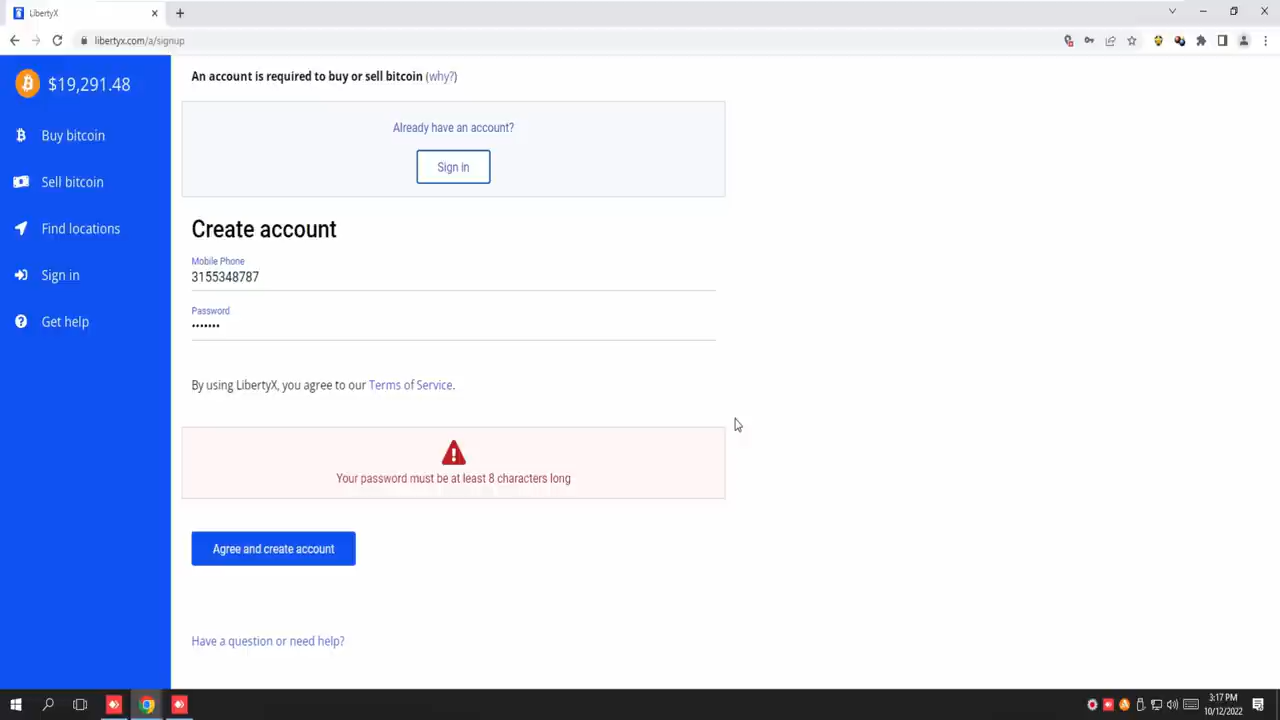 LibertyX
libertyx.com/a/signup
$19,291.48
Buy bitcoin
Sell bitcoin
Find locations
Sign in
Get help
An account is required to buy or sell bitcoin (why?)
Already have an account?
Sign in
Create account
Mobile Phone
3155348787
Password
•••••••
By using LibertyX, you agree to our Terms of Service.
Your password must be at least 8 characters long
Agree and create account
Have a question or need help?
3:17 PM
10/12/2022